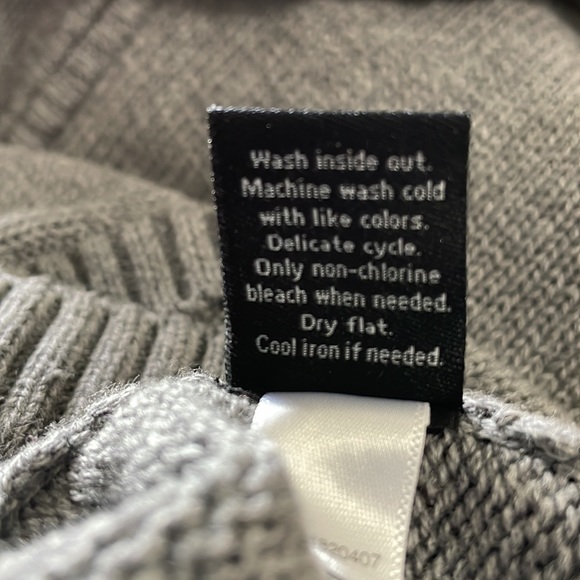 Wash inside out.
Machine wash cold
with like colors.
Delicate cycle.
Only non-chlorine
bleach when needed.
Dry flat.
Cool iron if needed.